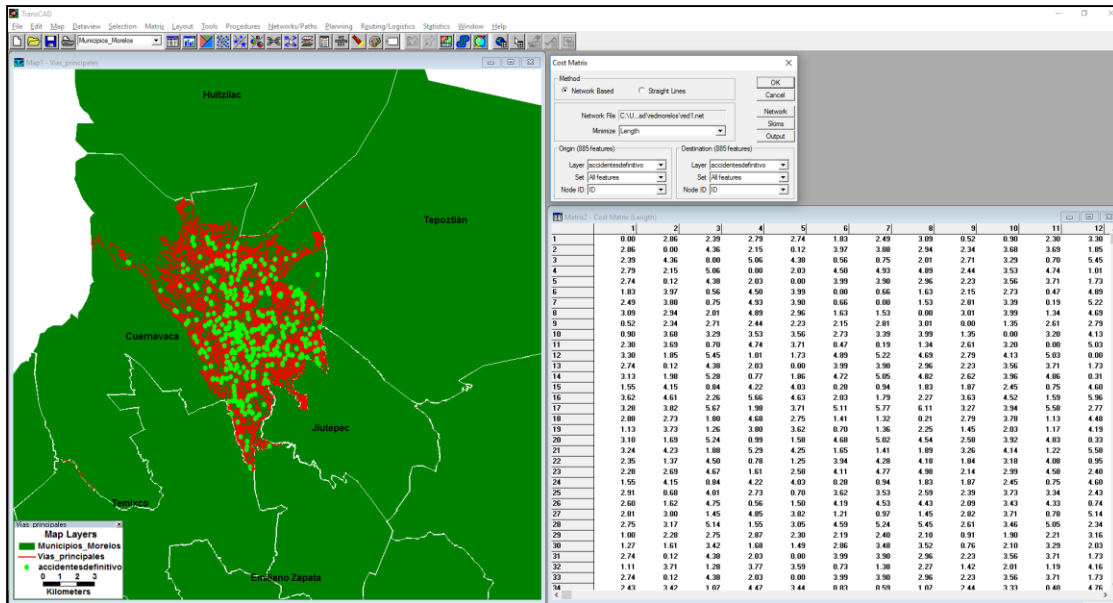 TransCAD
File Edit Map Dataview Selection Matrix Layout Tools Procedures Networks/Paths Planning Routing/Logistics Statistics Window Help
Municipios_Morelos
Map1 - Vias_principales
Huitzilac
Tepoztlán
Cuernavaca
Jiutepec
Temixco
Emiliano Zapata
Vias_principales
Map Layers
Municipios_Morelos
Vias_principales
accidentesdefinitivo
0 1 2 3
Kilometers
Cost Matrix
Method
Network Based Straight Lines
OK
Cancel
Network File C:\U...ad\redmorelos\red1.net
Minimize Length
Network
Skims
Output
Origin (885 features) Destination (885 features)
Layer accidentesdefinitivo Layer accidentesdefinitivo
Set All features Set All features
Node ID ID Node ID ID
Matrix2 - Cost Matrix (Length)
1 2 3 4 5 6 7 8 9 10 11 12
1 0.00 2.86 2.39 2.79 2.74 1.83 2.49 3.09 0.52 0.90 2.30 3.30
2 2.86 0.00 4.36 2.15 0.12 3.97 3.88 2.94 2.34 3.68 3.69 1.85
3 2.39 4.36 0.00 5.06 4.38 0.56 0.75 2.01 2.71 3.29 0.70 5.45
4 2.79 2.15 5.06 0.00 2.03 4.50 4.93 4.89 2.44 3.53 4.74 1.01
5 2.74 0.12 4.38 2.03 0.00 3.99 3.90 2.96 2.23 3.56 3.71 1.73
6 1.83 3.97 0.56 4.50 3.99 0.00 0.66 1.63 2.15 2.73 0.47 4.89
7 2.49 3.88 0.75 4.93 3.90 0.66 0.00 1.53 2.81 3.39 0.19 5.22
8 3.09 2.94 2.01 4.89 2.96 1.63 1.53 0.00 3.01 3.99 1.34 4.69
9 0.52 2.34 2.71 2.44 2.23 2.15 2.81 3.01 0.00 1.35 2.61 2.79
10 0.90 3.68 3.29 3.53 3.56 2.73 3.39 3.99 1.35 0.00 3.20 4.13
11 2.30 3.69 0.70 4.74 3.71 0.47 0.19 1.34 2.61 3.20 0.00 5.03
12 3.30 1.85 5.45 1.01 1.73 4.89 5.22 4.69 2.79 4.13 5.03 0.00
13 2.74 0.12 4.38 2.03 0.00 3.99 3.90 2.96 2.23 3.56 3.71 1.73
14 3.13 1.98 5.28 0.77 1.86 4.72 5.05 4.82 2.62 3.96 4.86 0.31
15 1.55 4.15 0.84 4.22 4.03 0.28 0.94 1.83 1.87 2.45 0.75 4.60
16 3.62 4.61 2.26 5.66 4.63 2.03 1.79 2.27 3.63 4.52 1.59 5.96
17 3.28 3.82 5.67 1.98 3.71 5.11 5.77 6.11 3.27 3.94 5.58 2.77
18 2.88 2.73 1.80 4.68 2.75 1.41 1.32 0.21 2.79 3.78 1.13 4.48
19 1.13 3.73 1.26 3.80 3.62 0.70 1.36 2.25 1.45 2.03 1.17 4.19
20 3.10 1.69 5.24 0.99 1.58 4.68 5.02 4.54 2.58 3.92 4.83 0.33
21 3.24 4.23 1.88 5.29 4.25 1.65 1.41 1.89 3.26 4.14 1.22 5.58
22 2.35 1.37 4.50 0.78 1.25 3.94 4.28 4.18 1.84 3.18 4.08 0.95
23 2.28 2.69 4.67 1.61 2.58 4.11 4.77 4.98 2.14 2.99 4.58 2.40
24 1.55 4.15 0.84 4.22 4.03 0.28 0.94 1.83 1.87 2.45 0.75 4.60
25 2.91 0.68 4.01 2.73 0.70 3.62 3.53 2.59 2.39 3.73 3.34 2.43
26 2.60 1.62 4.75 0.56 1.50 4.19 4.53 4.43 2.09 3.43 4.33 0.74
27 2.81 3.80 1.45 4.85 3.82 1.21 0.97 1.45 2.82 3.71 0.78 5.14
28 2.75 3.17 5.14 1.55 3.05 4.59 5.24 5.45 2.61 3.46 5.05 2.34
29 1.00 2.28 2.75 2.87 2.30 2.19 2.40 2.10 0.91 1.90 2.21 3.16
30 1.27 1.61 3.42 1.68 1.49 2.86 3.48 3.52 0.76 2.10 3.29 2.03
31 2.74 0.12 4.38 2.03 0.00 3.99 3.90 2.96 2.23 3.56 3.71 1.73
32 1.11 3.71 1.28 3.77 3.59 0.73 1.38 2.27 1.42 2.01 1.19 4.16
33 2.74 0.12 4.38 2.03 0.00 3.99 3.90 2.96 2.23 3.56 3.71 1.73
34 2.43 3.42 1.07 4.47 3.44 0.83 0.59 1.07 2.44 3.33 0.40 4.76